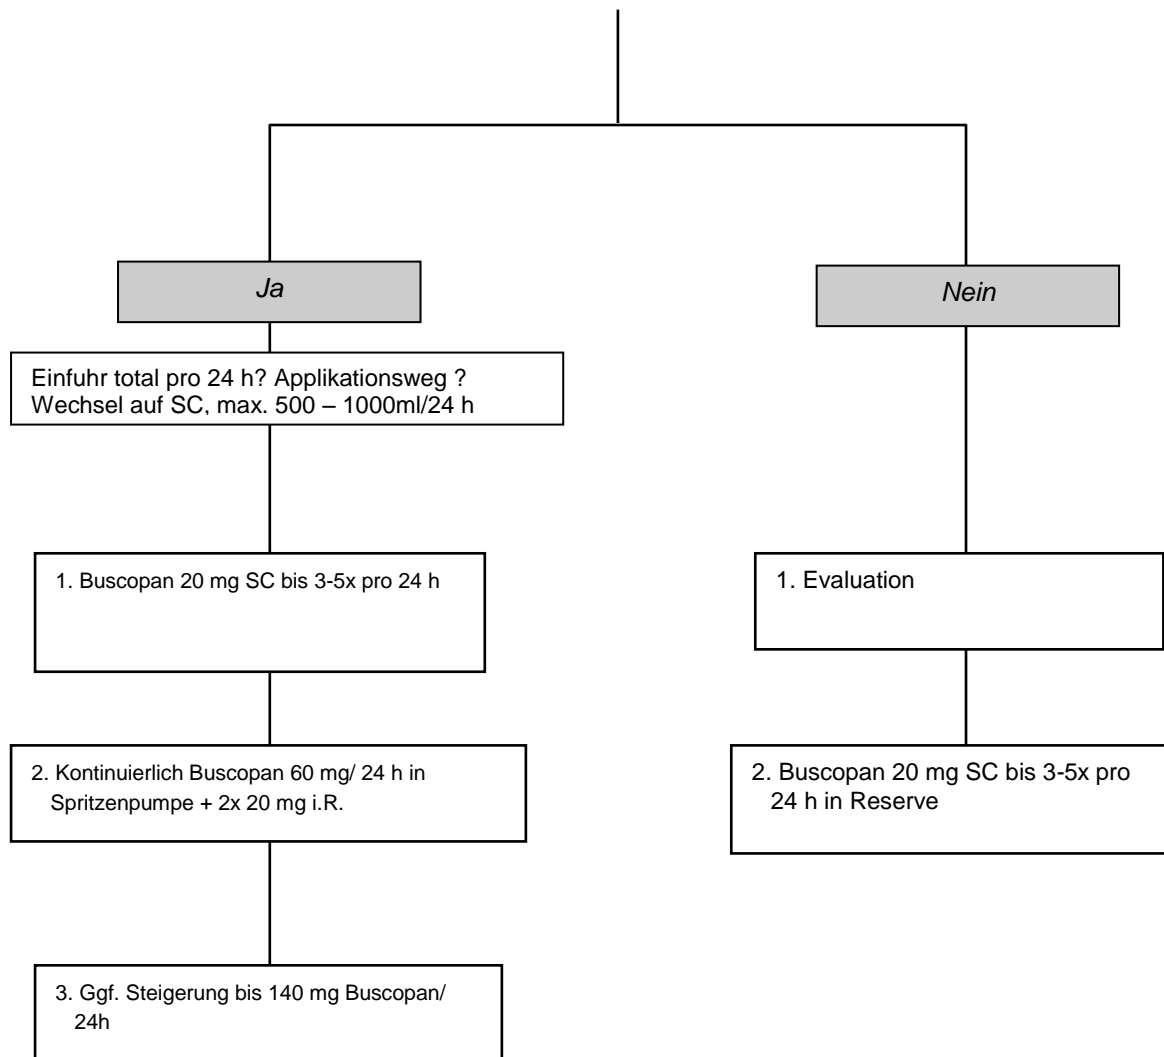 Ja
Einfuhr total pro 24 h? Applikationsweg ?
Wechsel auf SC, max. 500 – 1000ml/24 h
1. Buscopan 20 mg SC bis 3-5x pro 24 h
2. Kontinuierlich Buscopan 60 mg/ 24 h in
Spritzenpumpe + 2x 20 mg i.R.
3. Ggf. Steigerung bis 140 mg Buscopan/
24h
Nein
1. Evaluation
2. Buscopan 20 mg SC bis 3-5x pro
24 h in Reserve